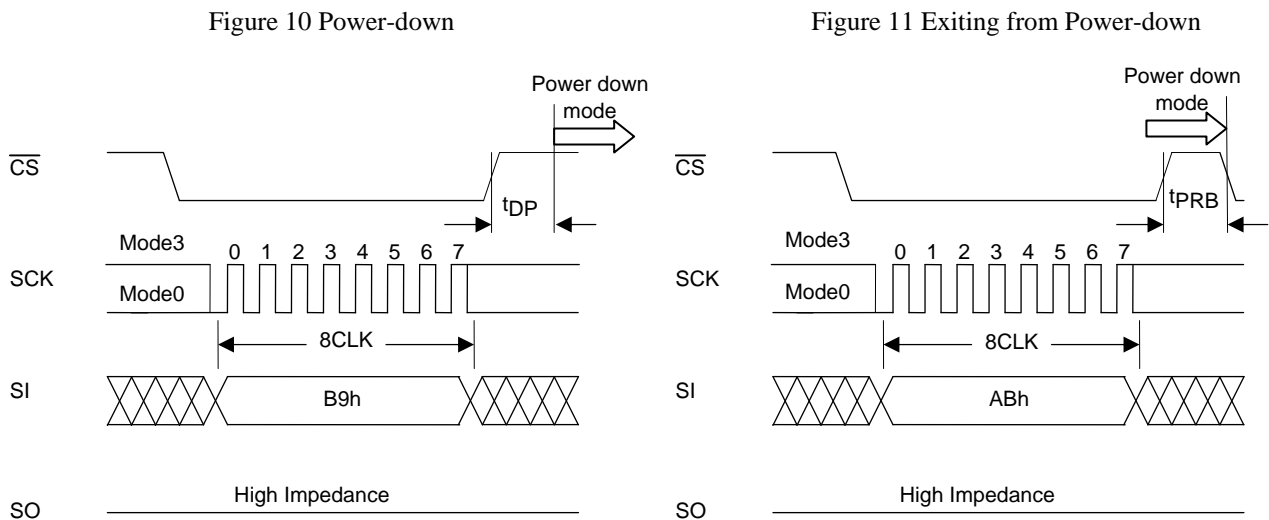 Figure 10 Power-down
Power down
mode
CS
tDP
Mode3
0 1 2 3 4 5 6 7
SCK
Mode0
8CLK
SI
B9h
High Impedance
SO
Figure 11 Exiting from Power-down
Power down
mode
CS
tPRB
Mode3
0 1 2 3 4 5 6 7
SCK
Mode0
8CLK
SI
ABh
High Impedance
SO